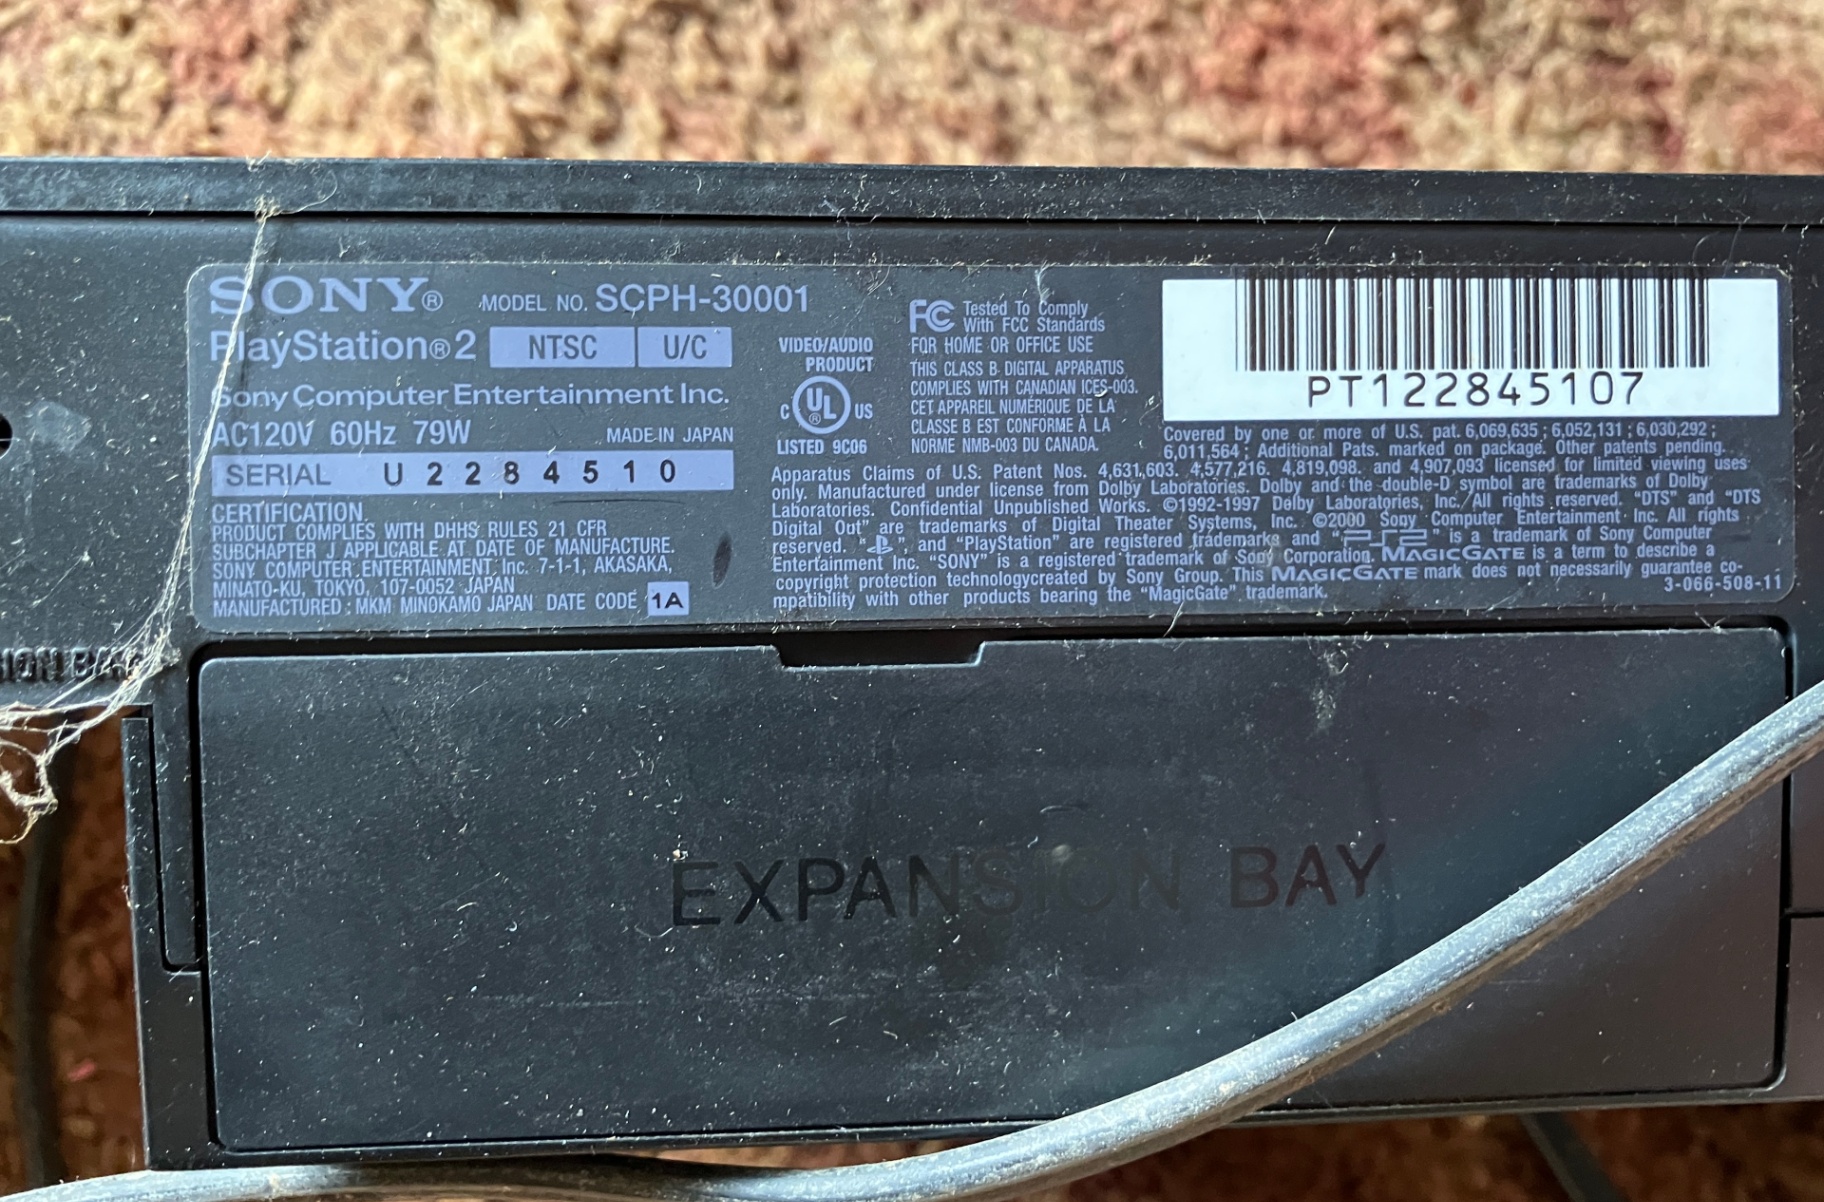 SONY® MODEL NO. SCPH-30001
PlayStation®2 NTSC U/C
Sony Computer Entertainment Inc.
AC120V 60Hz 79W MADE IN JAPAN
SERIAL U2284510
CERTIFICATION
PRODUCT COMPLIES WITH DHHS RULES 21 CFR
SUBCHAPTER J APPLICABLE AT DATE OF MANUFACTURE.
SONY COMPUTER ENTERTAINMENT Inc. 7-1-1, AKASAKA,
MINATO-KU, TOKYO, 107-0052 JAPAN
MANUFACTURED: MKM MINOKAMO JAPAN DATE CODE 1A
VIDEO/AUDIO
PRODUCT
C UL® US
LISTED 9C06
FC Tested To Comply
With FCC Standards
FOR HOME OR OFFICE USE
THIS CLASS B DIGITAL APPARATUS
COMPLIES WITH CANADIAN ICES-003.
CET APPAREIL NUMÉRIQUE DE LA
CLASSE B EST CONFORME À LA
NORME NMB-003 DU CANADA.
PT122845107
Covered by one or more of U.S. pat. 6,069,635; 6,052,131; 6,030,292;
6,011,564; Additional Pats. marked on package. Other patents pending.
Apparatus Claims of U.S. Patent Nos. 4,631,603. 4,577,216. 4,819,098. and 4,907,093 licensed for limited viewing uses
only. Manufactured under license from Dolby Laboratories. Dolby and the double-D symbol are trademarks of Dolby
Laboratories. Confidential Unpublished Works. ©1992-1997 Dolby Laboratories, Inc. All rights reserved. "DTS" and "DTS
Digital Out" are trademarks of Digital Theater Systems, Inc. ©2000 Sony Computer Entertainment Inc. All rights
reserved. " ", and "PlayStation" are registered trademarks and "PS2" is a trademark of Sony Computer
Entertainment Inc. "SONY" is a registered trademark of Sony Corporation. MAGICGATE is a term to describe a
copyright protection technologycreated by Sony Group. This MAGICGATE mark does not necessarily guarantee co-
mpatibility with other products bearing the "MagicGate" trademark.
3-066-508-11
EXPANSION BAY